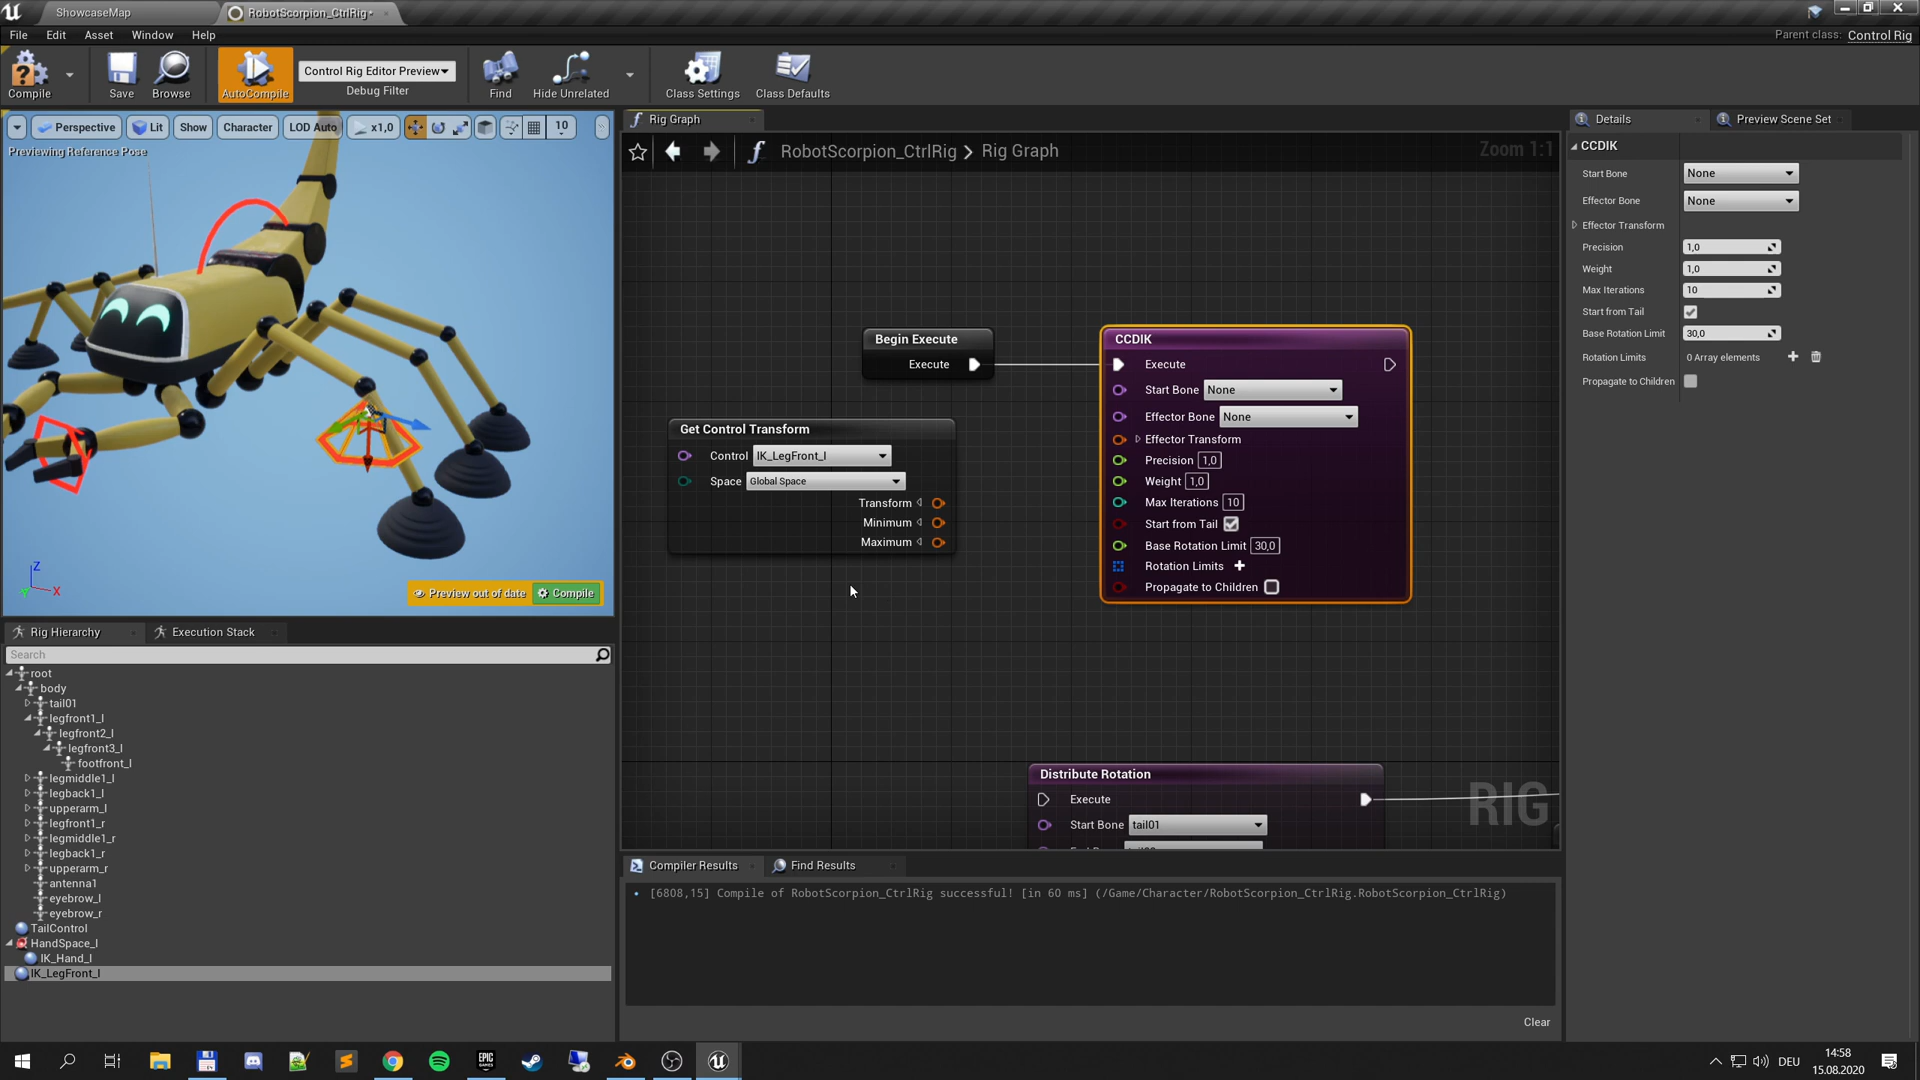 ShowcaseMap
RobotScorpion_CtrlRig*
File Edit Asset Window Help
Parent class: Control Rig
Compile
Save
Browse
AutoCompile
Control Rig Editor Preview
Debug Filter
Find
Hide Unrelated
Class Settings
Class Defaults
Perspective
Lit
Show
Character
LOD Auto
x1,0
10
Previewing Reference Pose
Z
X
Y
Preview out of date
Compile
Rig Hierarchy
Execution Stack
Search
root
body
tail01
legfront1_l
legfront2_l
legfront3_l
footfront_l
legmiddle1_l
legback1_l
upperarm_l
legfront1_r
legmiddle1_r
legback1_r
upperarm_r
antenna1
eyebrow_l
eyebrow_r
TailControl
HandSpace_l
IK_Hand_l
IK_LegFront_l
Rig Graph
RobotScorpion_CtrlRig > Rig Graph
Zoom 1:1
Begin Execute
Execute
Get Control Transform
Control IK_LegFront_l
Space Global Space
Transform
Minimum
Maximum
CCDIK
Execute
Start Bone None
Effector Bone None
Effector Transform
Precision 1,0
Weight 1,0
Max Iterations 10
Start from Tail
Base Rotation Limit 30,0
Rotation Limits
Propagate to Children
Distribute Rotation
Execute
Start Bone tail01
RIG
Compiler Results
Find Results
[6808,15] Compile of RobotScorpion_CtrlRig successful! [in 60 ms] (/Game/Character/RobotScorpion_CtrlRig.RobotScorpion_CtrlRig)
Clear
Details
Preview Scene Set
CCDIK
Start Bone None
Effector Bone None
Effector Transform
Precision 1,0
Weight 1,0
Max Iterations 10
Start from Tail
Base Rotation Limit 30,0
Rotation Limits 0 Array elements
Propagate to Children
EPIC GAMES
DEU
14:58
15.08.2020